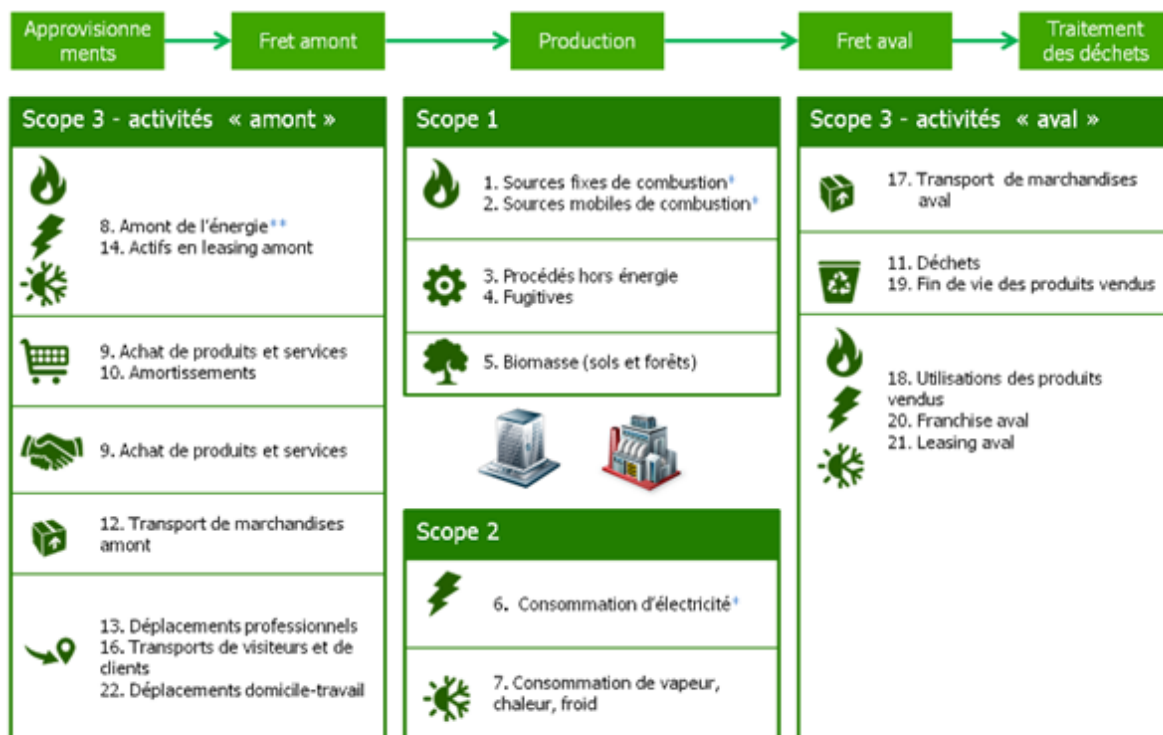 Approvisionne
ments
Fret amont
Production
Fret aval
Traitement
des déchets
Scope 3 - activités « amont »
8. Amont de l'énergie**
14. Actifs en leasing amont
9. Achat de produits et services
10. Amortissements
9. Achat de produits et services
12. Transport de marchandises
amont
13. Déplacements professionnels
16. Transports de visiteurs et de
clients
22. Déplacements domicile-travail
Scope 1
1. Sources fixes de combustion*
2. Sources mobiles de combustion*
3. Procédés hors énergie
4. Fugitives
5. Biomasse (sols et forêts)
Scope 2
6. Consommation d'électricité*
7. Consommation de vapeur,
chaleur, froid
Scope 3 - activités « aval »
17. Transport de marchandises
aval
11. Déchets
19. Fin de vie des produits vendus
18. Utilisations des produits
vendus
20. Franchise aval
21. Leasing aval